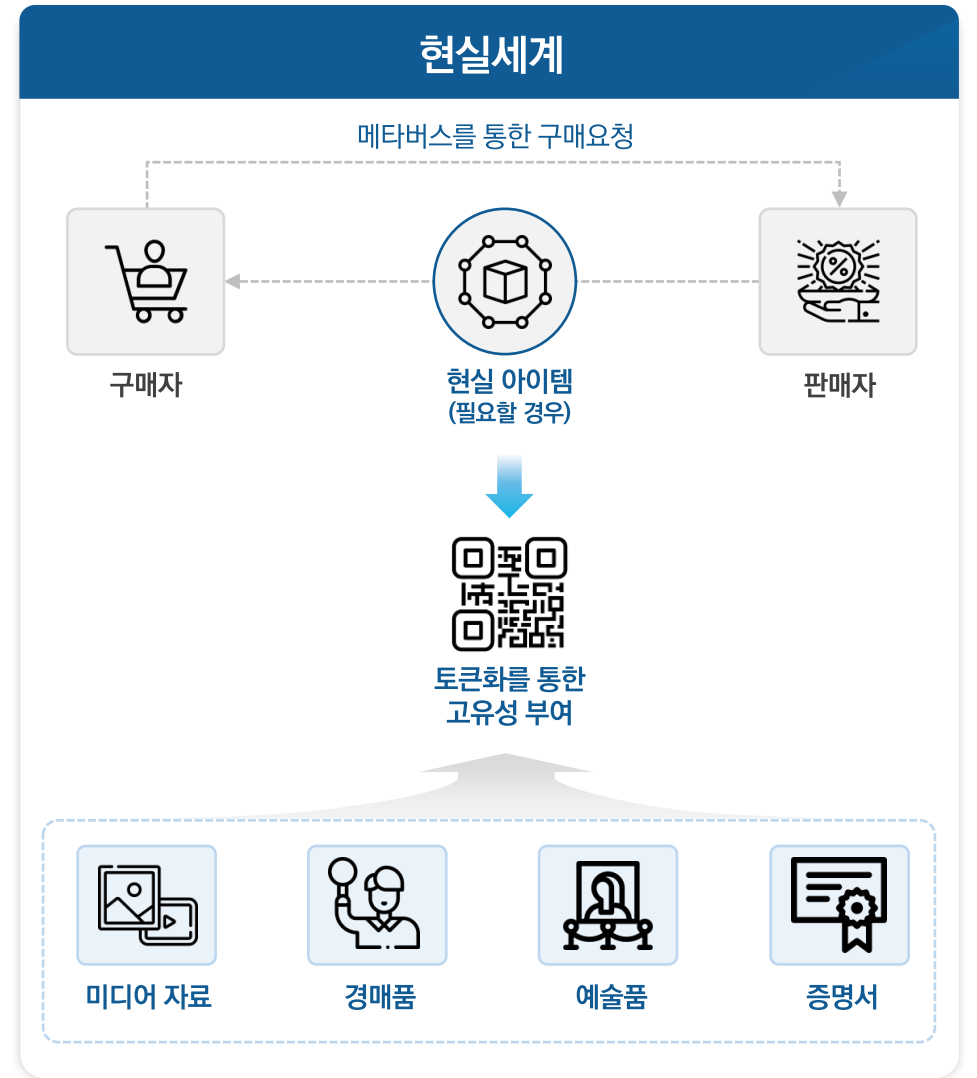 현실세계
메타버스를 통한 구매요청
구매자
현실 아이템
(필요할 경우)
판매자
토큰화를 통한
고유성 부여
미디어 자료
경매품
예술품
증명서